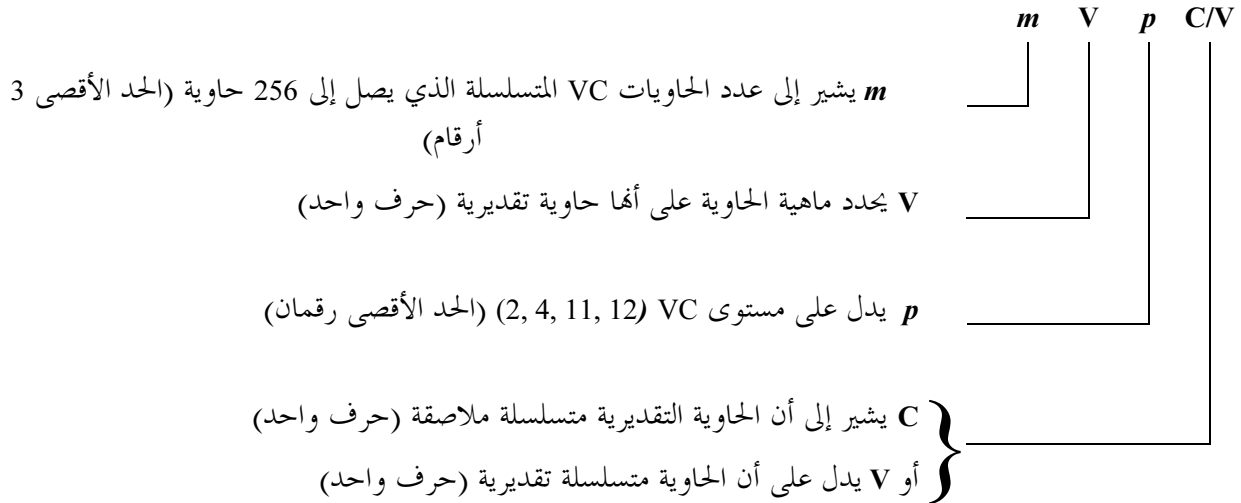 m V p C/V
m يشير إلى عدد الحاويات VC المتسلسلة الذي يصل إلى 256 حاوية (الحد الأقصى 3
أرقام)
V يحدد ماهية الحاوية على أنها حاوية تقديرية (حرف واحد)
p يدل على مستوى VC (2, 4, 11, 12) (الحد الأقصى رقمان)
C يشير إلى أن الحاوية التقديرية متسلسلة ملاصقة (حرف واحد)
أو V يدل على أن الحاوية متسلسلة تقديرية (حرف واحد)